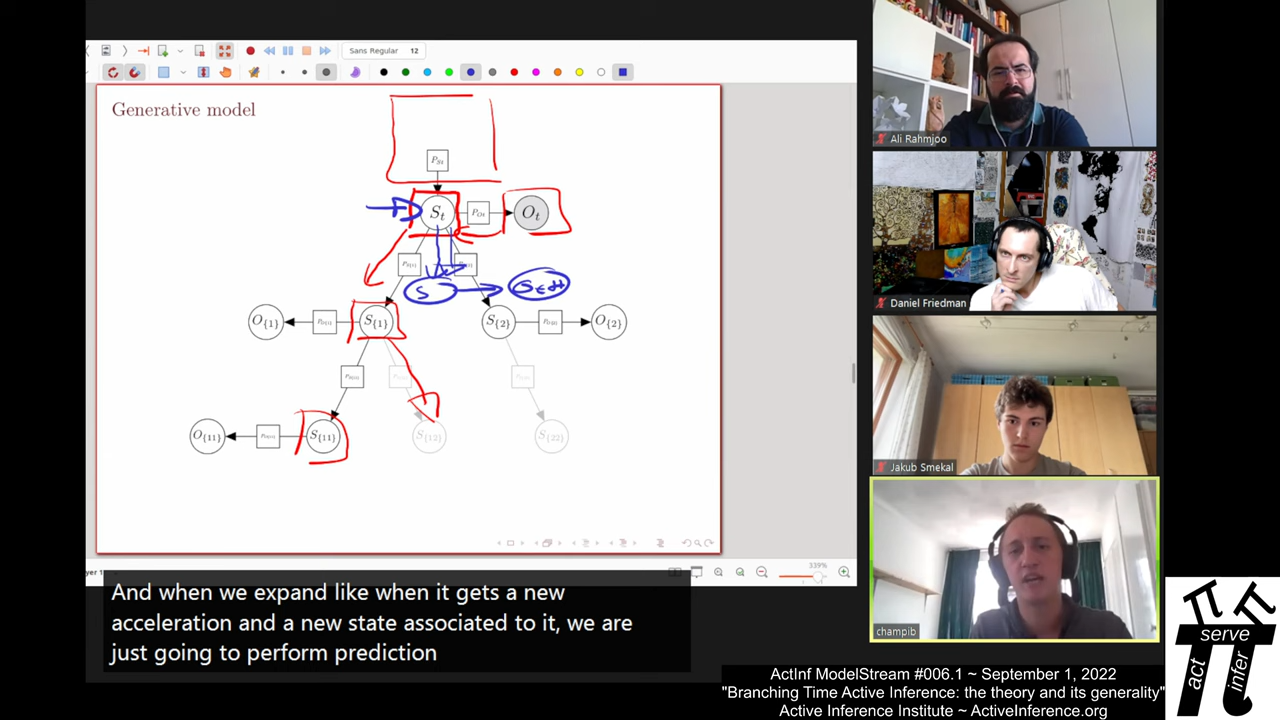 Sans Regular 12
Generative model
P_St
S_t
P_Ot
O_t
S
O_{1}
S_{1}
S_{2}
O_{2}
O_{11}
S_{11}
S_{12}
S_{22}
339%
And when we expand like when it gets a new
acceleration and a new state associated to it, we are
just going to perform prediction
Ali Rahmjoo
Daniel Friedman
Jakub Smekal
champib
π π
serve
act
infer
ActInf ModelStream #006.1 ~ September 1, 2022
"Branching Time Active Inference: the theory and its generality"
Active Inference Institute ~ ActiveInference.org